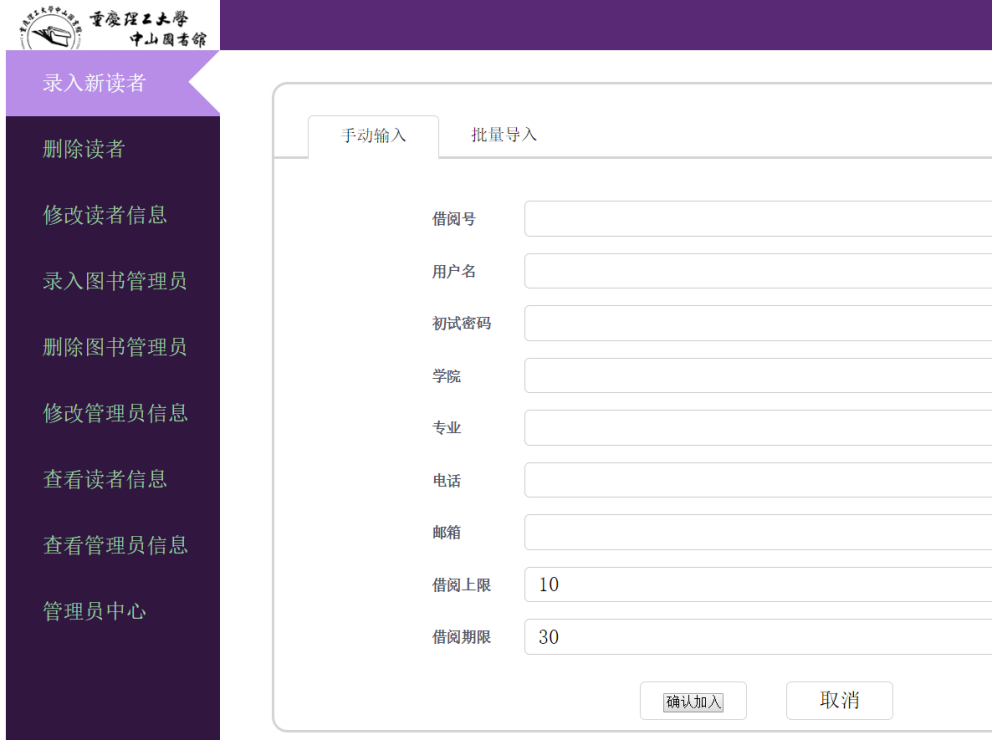 重慶理工大學
中山圖書館
录入新读者
删除读者
修改读者信息
录入图书管理员
删除图书管理员
修改管理员信息
查看读者信息
查看管理员信息
管理员中心
手动输入 批量导入
借阅号
用户名
初试密码
学院
专业
电话
邮箱
借阅上限 10
借阅期限 30
确认加入 取消